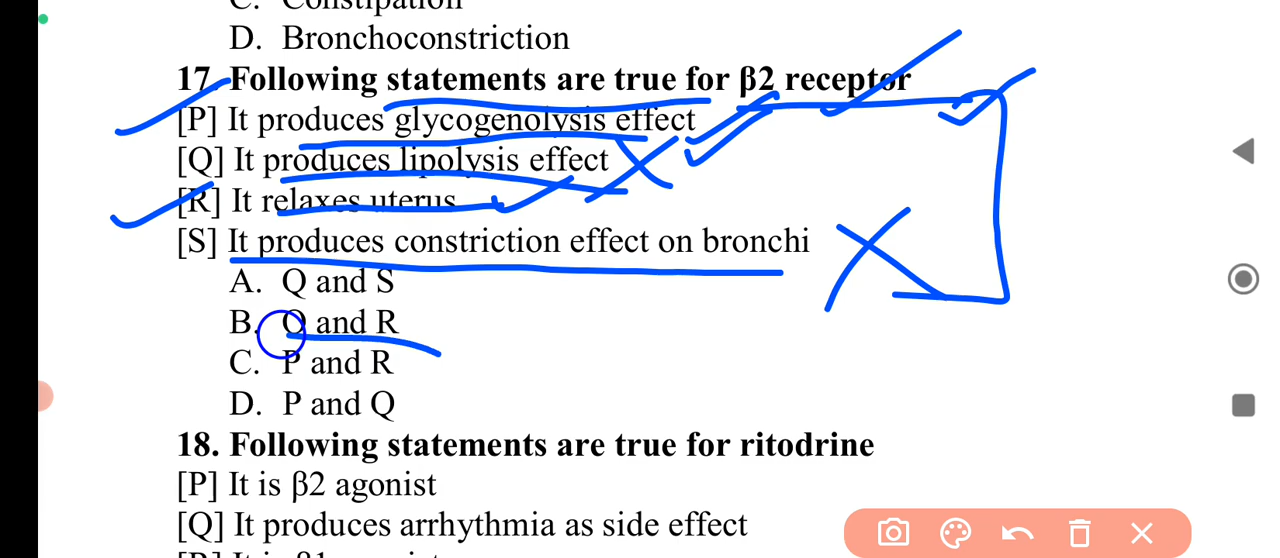 C. Constipation
D. Bronchoconstriction
17. Following statements are true for β2 receptor
[P] It produces glycogenolysis effect
[Q] It produces lipolysis effect
[R] It relaxes uterus
[S] It produces constriction effect on bronchi
A. Q and S
B. Q and R
C. P and R
D. P and Q
18. Following statements are true for ritodrine
[P] It is β2 agonist
[Q] It produces arrhythmia as side effect